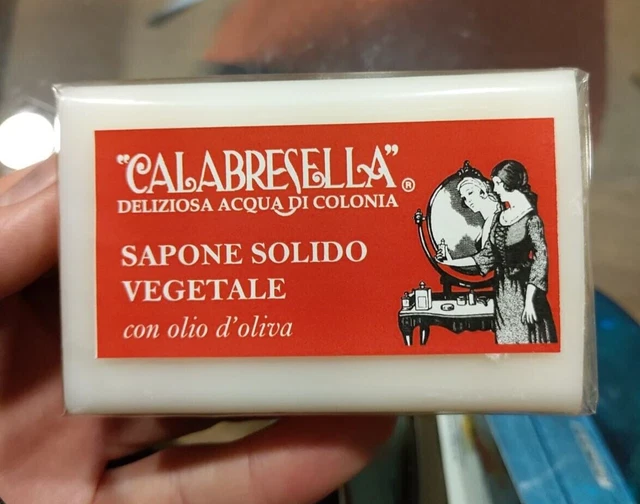 "CALABRESELLA"®
DELIZIOSA ACQUA DI COLONIA
SAPONE SOLIDO
VEGETALE
con olio d'oliva